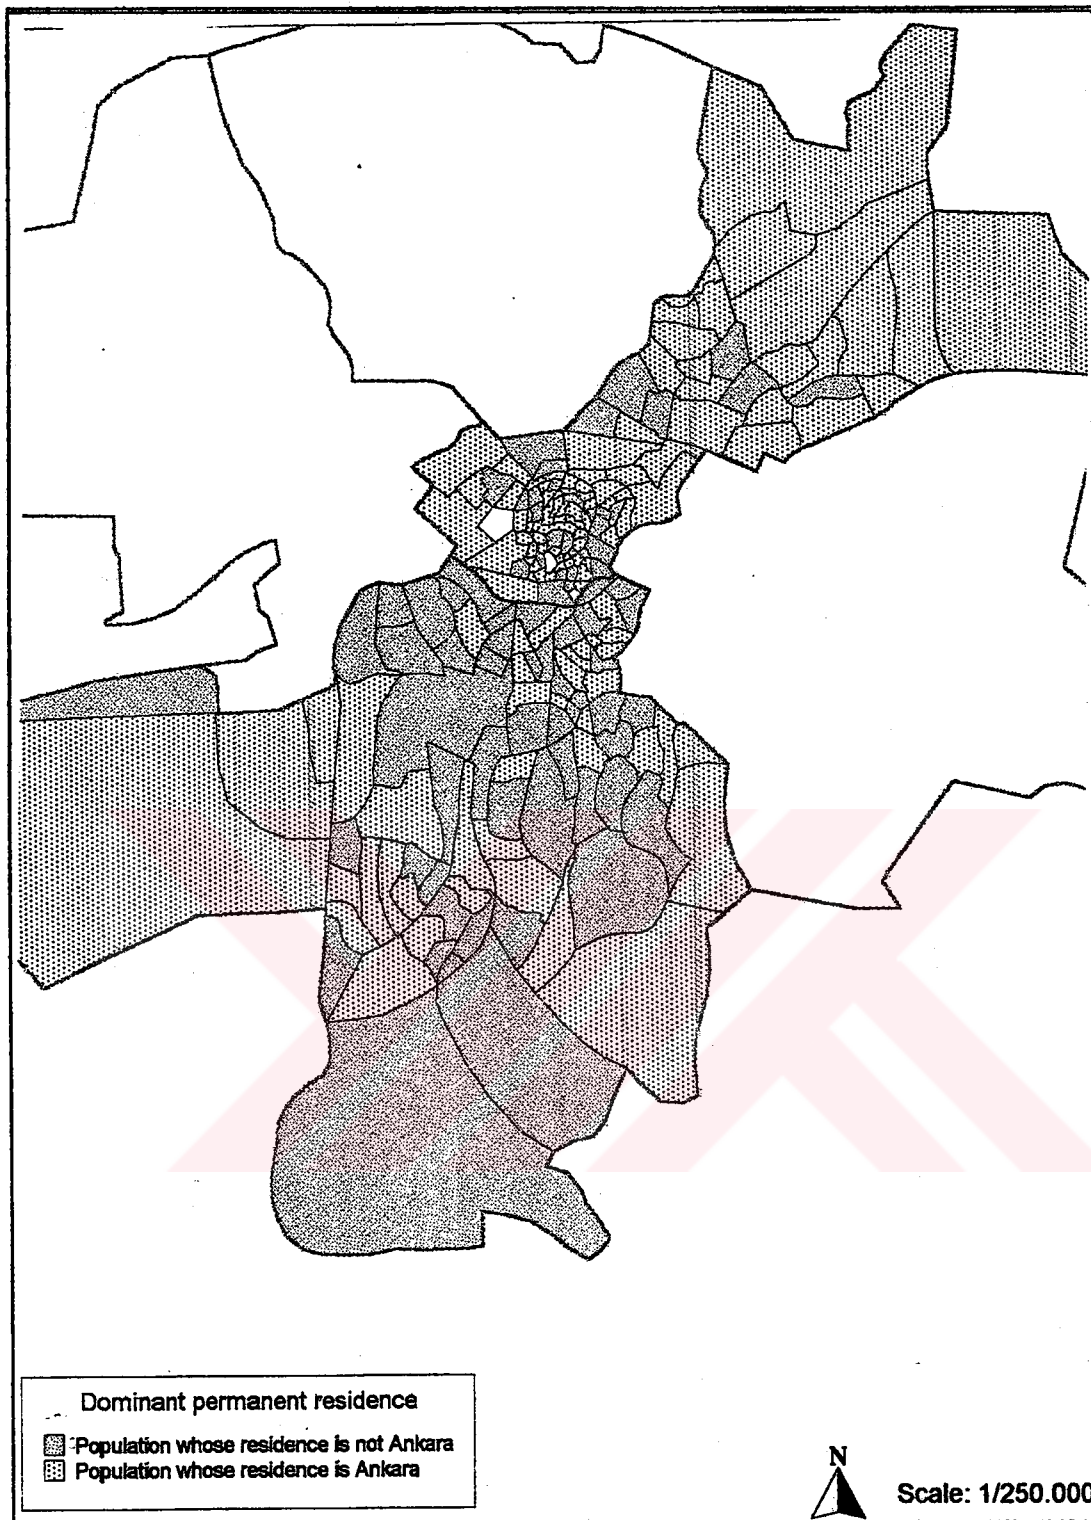 Dominant permanent residence
Population whose residence is not Ankara
Population whose residence is Ankara
N
Scale: 1/250.000